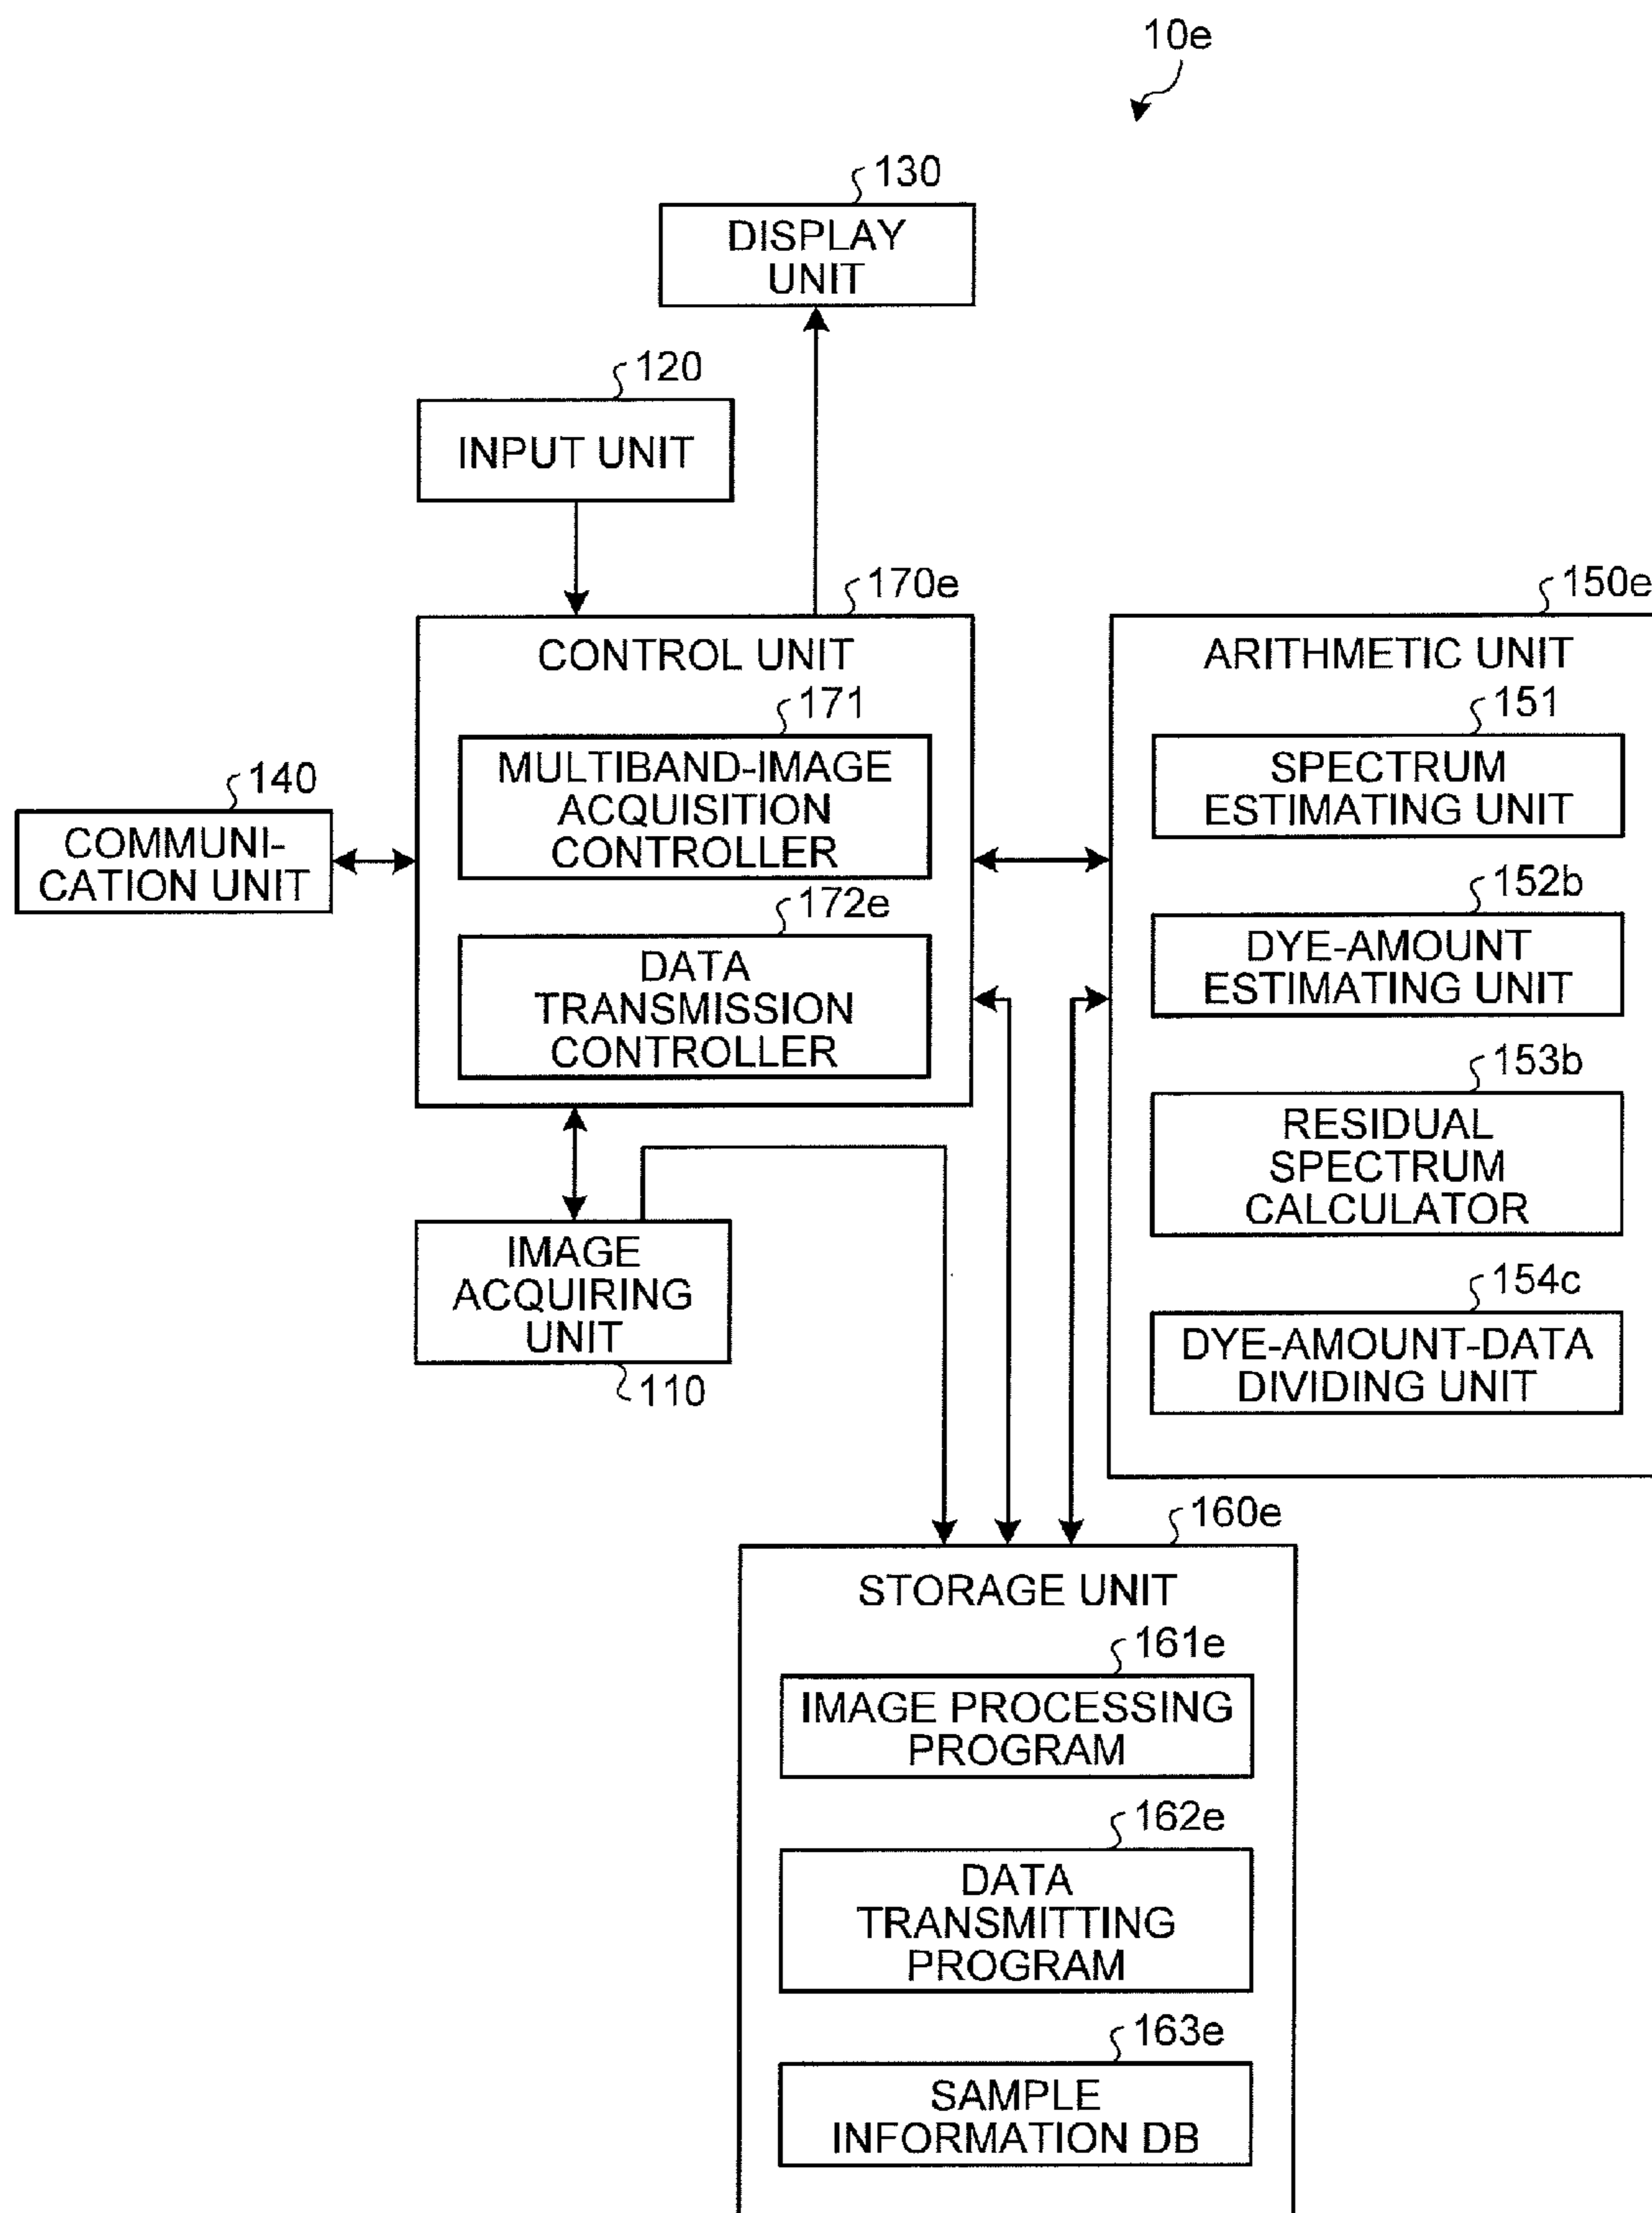 10e
130
DISPLAY
UNIT
120
INPUT UNIT
170e
CONTROL UNIT
171
MULTIBAND-IMAGE
ACQUISITION
CONTROLLER
172e
DATA
TRANSMISSION
CONTROLLER
140
COMMUNI-
CATION UNIT
150e
ARITHMETIC UNIT
151
SPECTRUM
ESTIMATING UNIT
152b
DYE-AMOUNT
ESTIMATING UNIT
153b
RESIDUAL
SPECTRUM
CALCULATOR
154c
DYE-AMOUNT-DATA
DIVIDING UNIT
IMAGE
ACQUIRING
UNIT
110
160e
STORAGE UNIT
161e
IMAGE PROCESSING
PROGRAM
162e
DATA
TRANSMITTING
PROGRAM
163e
SAMPLE
INFORMATION DB